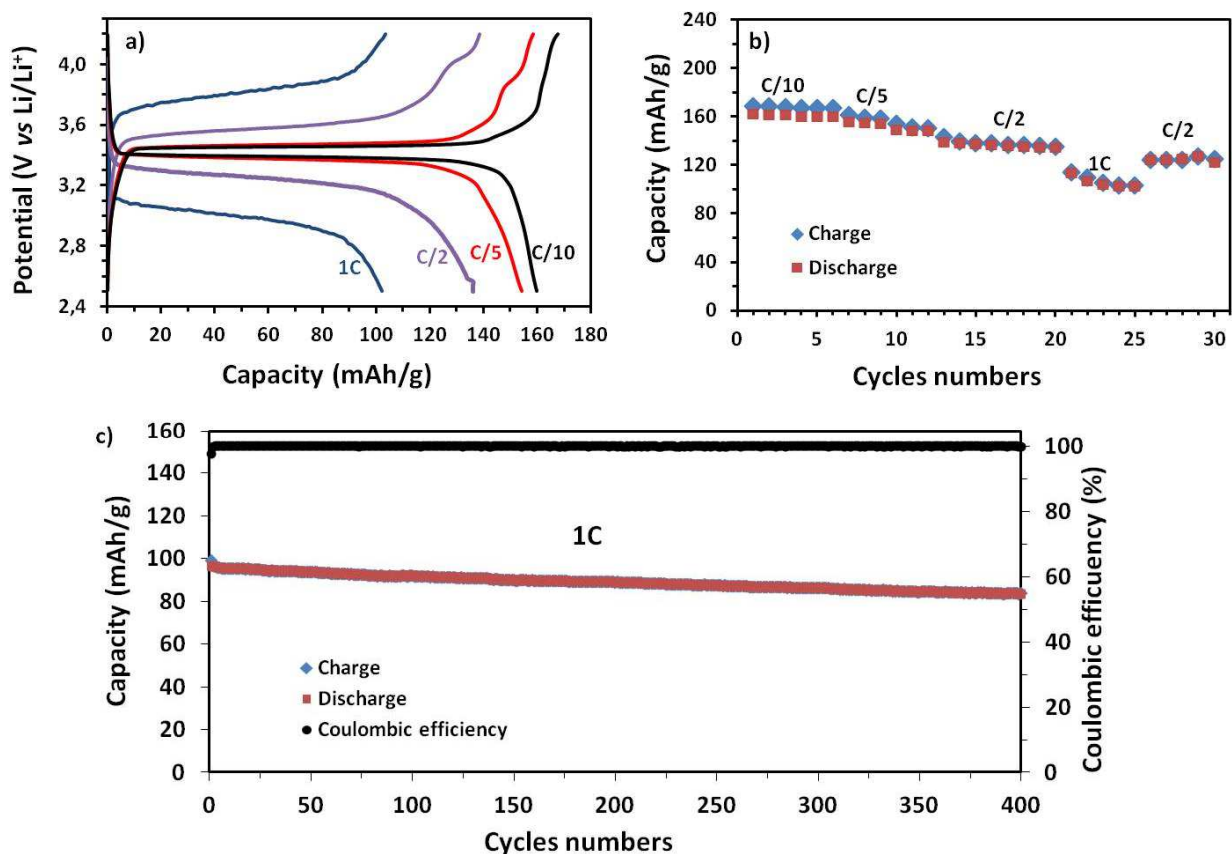 a)
Potential (V vs Li/Li⁺)
4,0
3,6
3,2
2,8
2,4
1C
C/2
C/5
C/10
0 20 40 60 80 100 120 140 160 180
Capacity (mAh/g)
b)
Capacity (mAh/g)
240
200
160
120
80
40
0
C/10
C/5
C/2
1C
C/2
Charge
Discharge
0 5 10 15 20 25 30
Cycles numbers
c)
Capacity (mAh/g)
160
140
120
100
80
60
40
20
0
1C
Charge
Discharge
Coulombic efficiency
100
80
60
40
20
0
Coulombic efficuency (%)
0 50 100 150 200 250 300 350 400
Cycles numbers